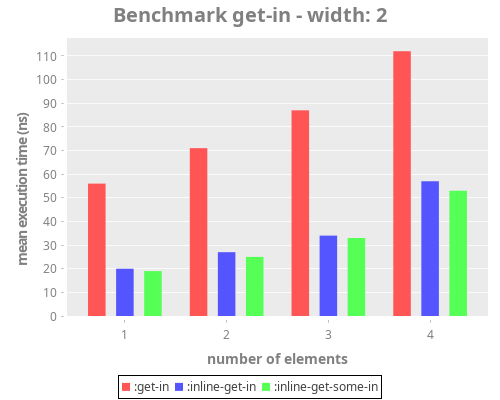 Benchmark get-in - width: 2
mean execution time (ns)
110
100
90
80
70
60
50
40
30
20
10
0
1 2 3 4
number of elements
:get-in :inline-get-in :inline-get-some-in